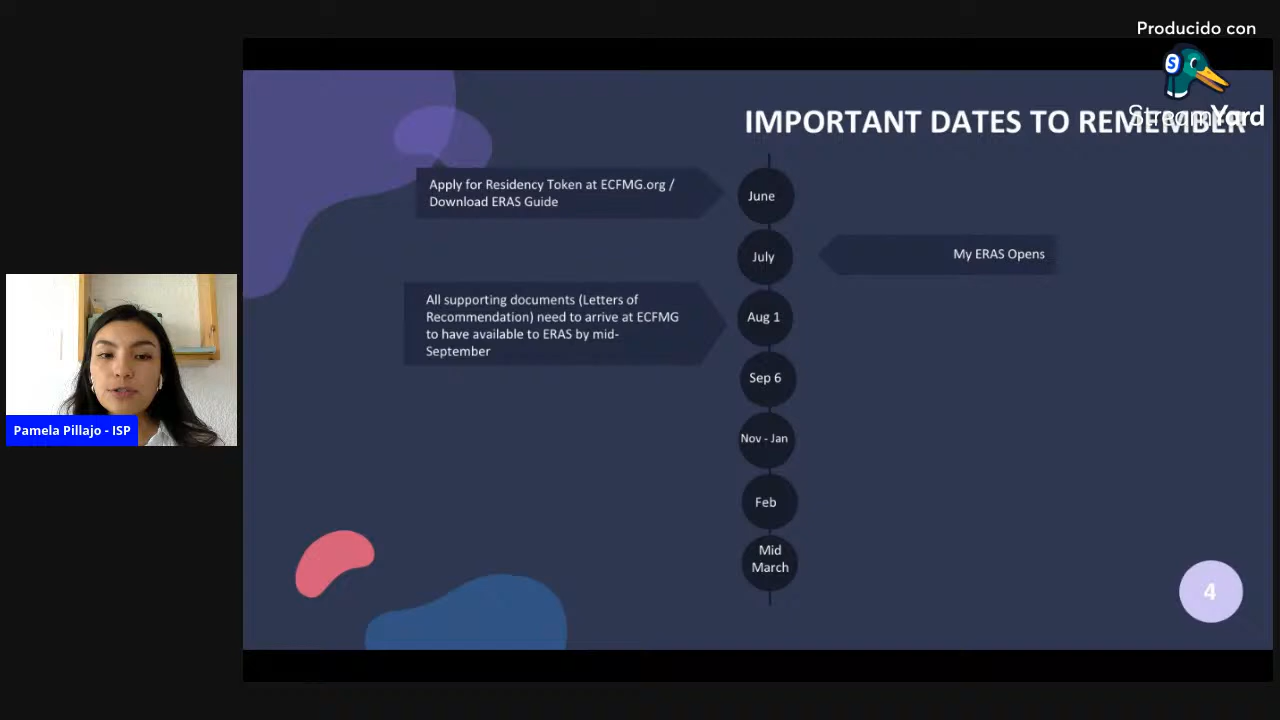 Producido con
StreamYard
IMPORTANT DATES TO REMEMBER
Apply for Residency Token at ECFMG.org /
Download ERAS Guide
June
July
My ERAS Opens
All supporting documents (Letters of
Recommendation) need to arrive at ECFMG
to have available to ERAS by mid-
September
Aug 1
Sep 6
Nov - Jan
Feb
Mid
March
Pamela Pillajo - ISP
4